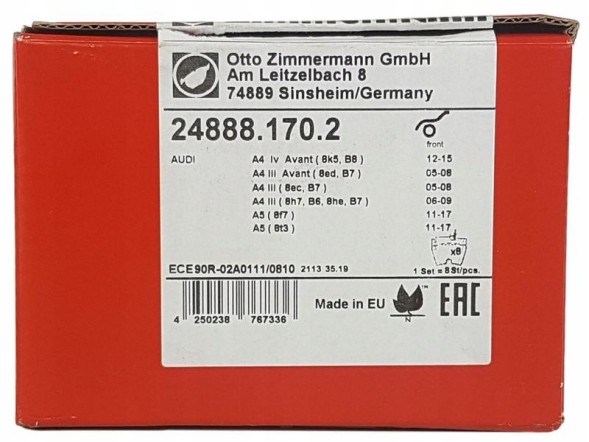 Zimmermann
Otto Zimmermann GmbH
Am Leitzelbach 8
74889 Sinsheim/Germany
24888.170.2
front
AUDI A4 Iv Avant ( 8k5, B8 ) 12-15
A4 III Avant ( 8ed, B7 ) 05-08
A4 III ( 8ec, B7 ) 05-08
A4 III ( 8h7, B6, 8he, B7 ) 06-09
A5 ( 8f7 ) 11-17
A5 ( 8t3 ) 11-17
x8
ECE90R-02A0111/0810 2113 35.19 1 Set = 8St/pcs.
Made in EU TM N EAC
4 250238 767336